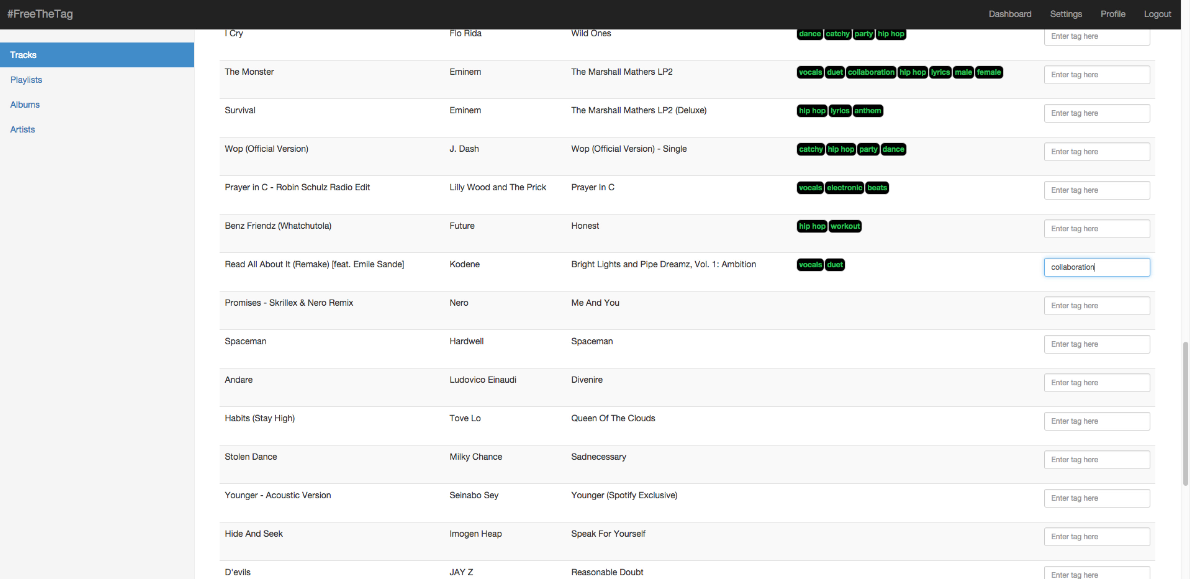 #FreeTheTag Dashboard Settings Profile Logout
Tracks
Playlists
Albums
Artists
I Cry Flo Rida Wild Ones dance catchy party hip hop Enter tag here
The Monster Eminem The Marshall Mathers LP2 vocals duet collaboration hip hop lyrics male female Enter tag here
Survival Eminem The Marshall Mathers LP2 (Deluxe) hip hop lyrics anthem Enter tag here
Wop (Official Version) J. Dash Wop (Official Version) - Single catchy hip hop party dance Enter tag here
Prayer in C - Robin Schulz Radio Edit Lilly Wood and The Prick Prayer In C vocals electronic beats Enter tag here
Benz Friendz (Whatchutola) Future Honest hip hop workout Enter tag here
Read All About It (Remake) [feat. Emile Sande] Kodene Bright Lights and Pipe Dreamz, Vol. 1: Ambition vocals duet collaboration
Promises - Skrillex & Nero Remix Nero Me And You Enter tag here
Spaceman Hardwell Spaceman Enter tag here
Andare Ludovico Einaudi Divenire Enter tag here
Habits (Stay High) Tove Lo Queen Of The Clouds Enter tag here
Stolen Dance Milky Chance Sadnecessary Enter tag here
Younger - Acoustic Version Seinabo Sey Younger (Spotify Exclusive) Enter tag here
Hide And Seek Imogen Heap Speak For Yourself Enter tag here
D'evils JAY Z Reasonable Doubt Enter tag here